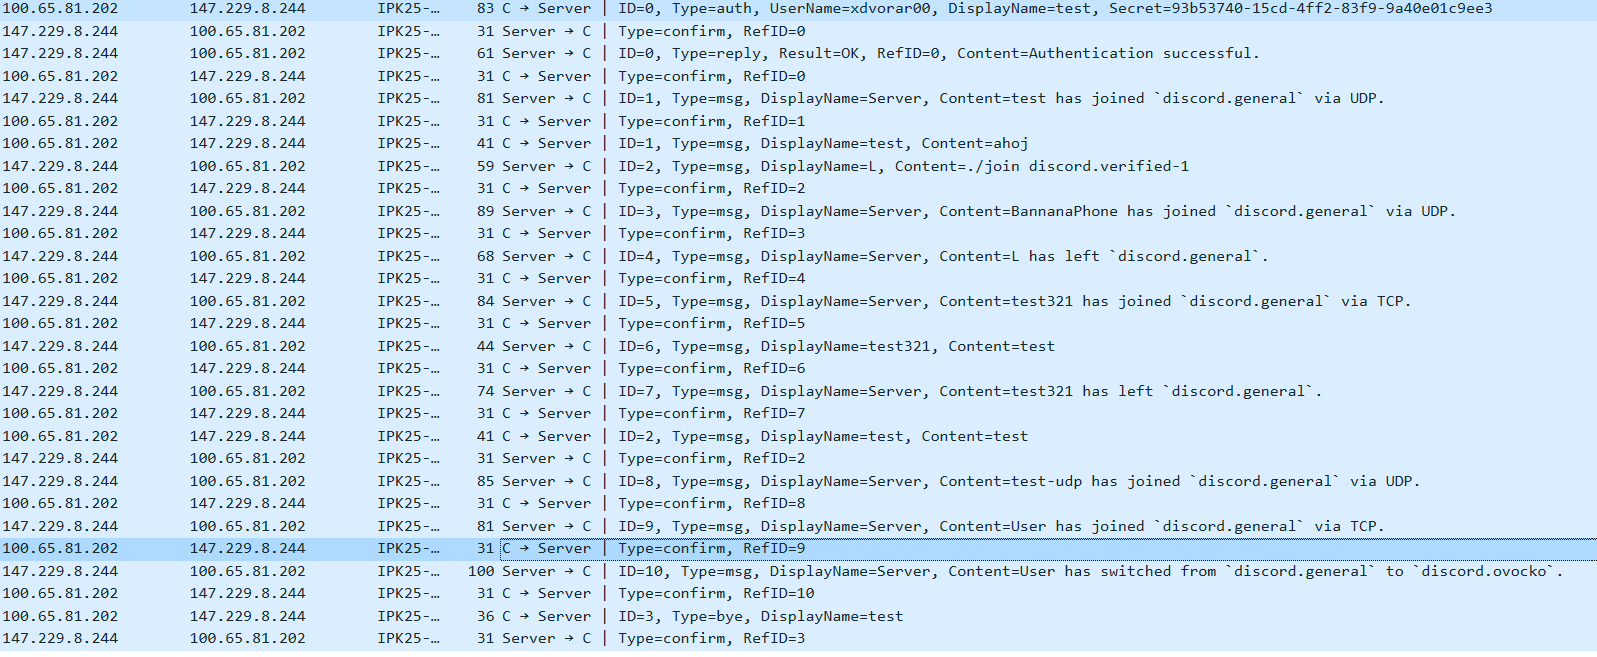 100.65.81.202 147.229.8.244 IPK25-… 83 C → Server | ID=0, Type=auth, UserName=xdvorar00, DisplayName=test, Secret=93b53740-15cd-4ff2-83f9-9a40e01c9ee3
147.229.8.244 100.65.81.202 IPK25-… 31 Server → C | Type=confirm, RefID=0
147.229.8.244 100.65.81.202 IPK25-… 61 Server → C | ID=0, Type=reply, Result=OK, RefID=0, Content=Authentication successful.
100.65.81.202 147.229.8.244 IPK25-… 31 C → Server | Type=confirm, RefID=0
147.229.8.244 100.65.81.202 IPK25-… 81 Server → C | ID=1, Type=msg, DisplayName=Server, Content=test has joined `discord.general` via UDP.
100.65.81.202 147.229.8.244 IPK25-… 31 C → Server | Type=confirm, RefID=1
100.65.81.202 147.229.8.244 IPK25-… 41 C → Server | ID=1, Type=msg, DisplayName=test, Content=ahoj
147.229.8.244 100.65.81.202 IPK25-… 59 Server → C | ID=2, Type=msg, DisplayName=L, Content=./join discord.verified-1
100.65.81.202 147.229.8.244 IPK25-… 31 C → Server | Type=confirm, RefID=2
147.229.8.244 100.65.81.202 IPK25-… 89 Server → C | ID=3, Type=msg, DisplayName=Server, Content=BannanaPhone has joined `discord.general` via UDP.
100.65.81.202 147.229.8.244 IPK25-… 31 C → Server | Type=confirm, RefID=3
147.229.8.244 100.65.81.202 IPK25-… 68 Server → C | ID=4, Type=msg, DisplayName=Server, Content=L has left `discord.general`.
100.65.81.202 147.229.8.244 IPK25-… 31 C → Server | Type=confirm, RefID=4
147.229.8.244 100.65.81.202 IPK25-… 84 Server → C | ID=5, Type=msg, DisplayName=Server, Content=test321 has joined `discord.general` via TCP.
100.65.81.202 147.229.8.244 IPK25-… 31 C → Server | Type=confirm, RefID=5
147.229.8.244 100.65.81.202 IPK25-… 44 Server → C | ID=6, Type=msg, DisplayName=test321, Content=test
100.65.81.202 147.229.8.244 IPK25-… 31 C → Server | Type=confirm, RefID=6
147.229.8.244 100.65.81.202 IPK25-… 74 Server → C | ID=7, Type=msg, DisplayName=Server, Content=test321 has left `discord.general`.
100.65.81.202 147.229.8.244 IPK25-… 31 C → Server | Type=confirm, RefID=7
100.65.81.202 147.229.8.244 IPK25-… 41 C → Server | ID=2, Type=msg, DisplayName=test, Content=test
147.229.8.244 100.65.81.202 IPK25-… 31 Server → C | Type=confirm, RefID=2
147.229.8.244 100.65.81.202 IPK25-… 85 Server → C | ID=8, Type=msg, DisplayName=Server, Content=test-udp has joined `discord.general` via UDP.
100.65.81.202 147.229.8.244 IPK25-… 31 C → Server | Type=confirm, RefID=8
147.229.8.244 100.65.81.202 IPK25-… 81 Server → C | ID=9, Type=msg, DisplayName=Server, Content=User has joined `discord.general` via TCP.
100.65.81.202 147.229.8.244 IPK25-… 31 C → Server | Type=confirm, RefID=9
147.229.8.244 100.65.81.202 IPK25-… 100 Server → C | ID=10, Type=msg, DisplayName=Server, Content=User has switched from `discord.general` to `discord.ovocko`.
100.65.81.202 147.229.8.244 IPK25-… 31 C → Server | Type=confirm, RefID=10
100.65.81.202 147.229.8.244 IPK25-… 36 C → Server | ID=3, Type=bye, DisplayName=test
147.229.8.244 100.65.81.202 IPK25-… 31 Server → C | Type=confirm, RefID=3